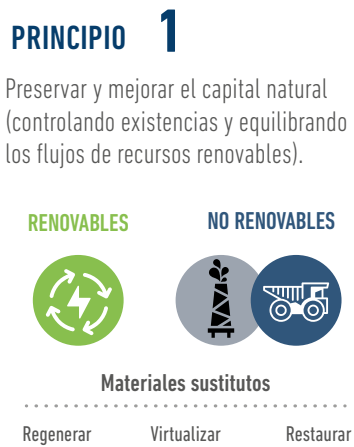 PRINCIPIO 1
Preservar y mejorar el capital natural
(controlando existencias y equilibrando
los flujos de recursos renovables).
RENOVABLES NO RENOVABLES
Materiales sustitutos
Regenerar Virtualizar Restaurar